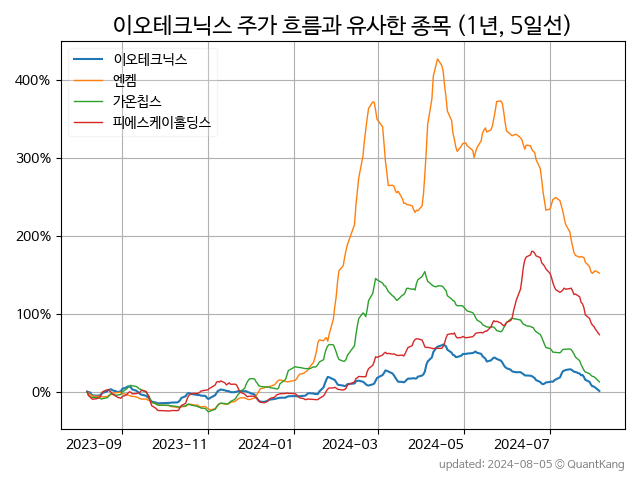 이오테크닉스 주가 흐름과 유사한 종목 (1년, 5일선)
이오테크닉스
엔켐
가온칩스
피에스케이홀딩스
400%
300%
200%
100%
0%
2023-09 2023-11 2024-01 2024-03 2024-05 2024-07
updated: 2024-08-05 © QuantKang